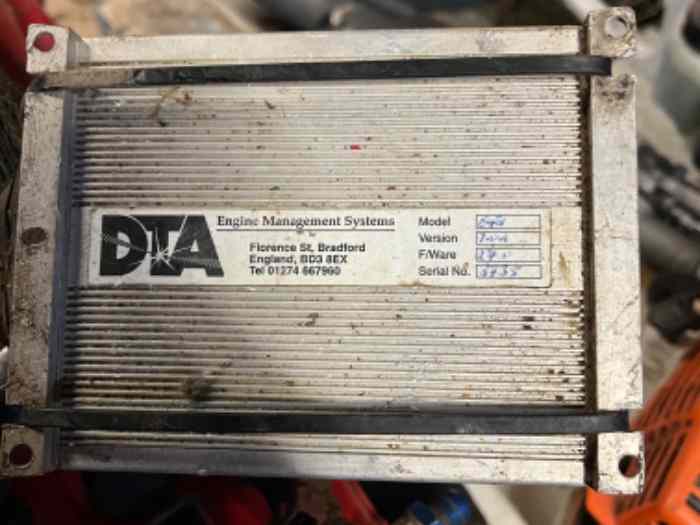 DTA
Engine Management Systems
Florence St, Bradford
England, BD3 8EX
Tel 01274 667960
Model
Version
F/Ware
Serial No.